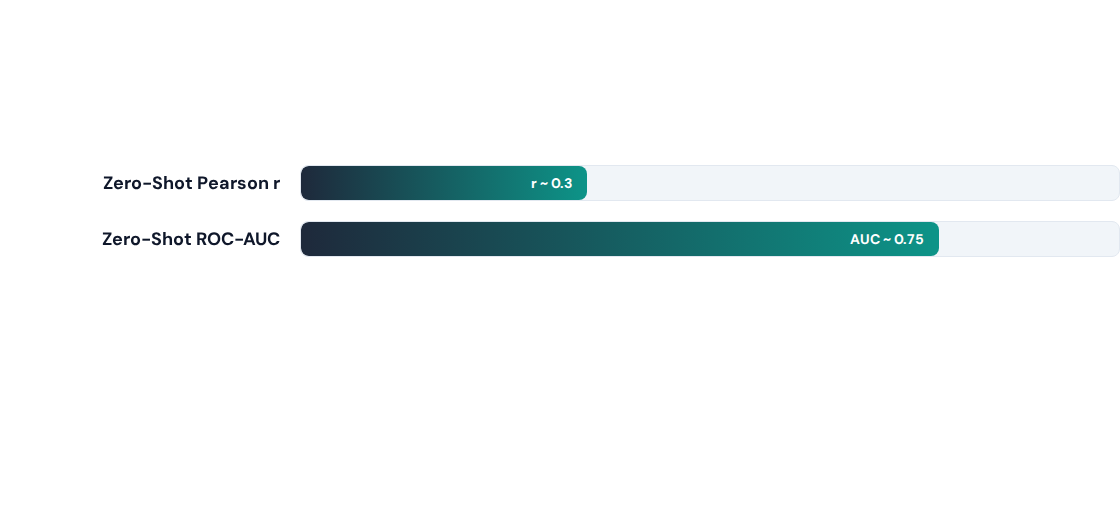 Zero-Shot Pearson r
r ~ 0.3
Zero-Shot ROC-AUC
AUC ~ 0.75